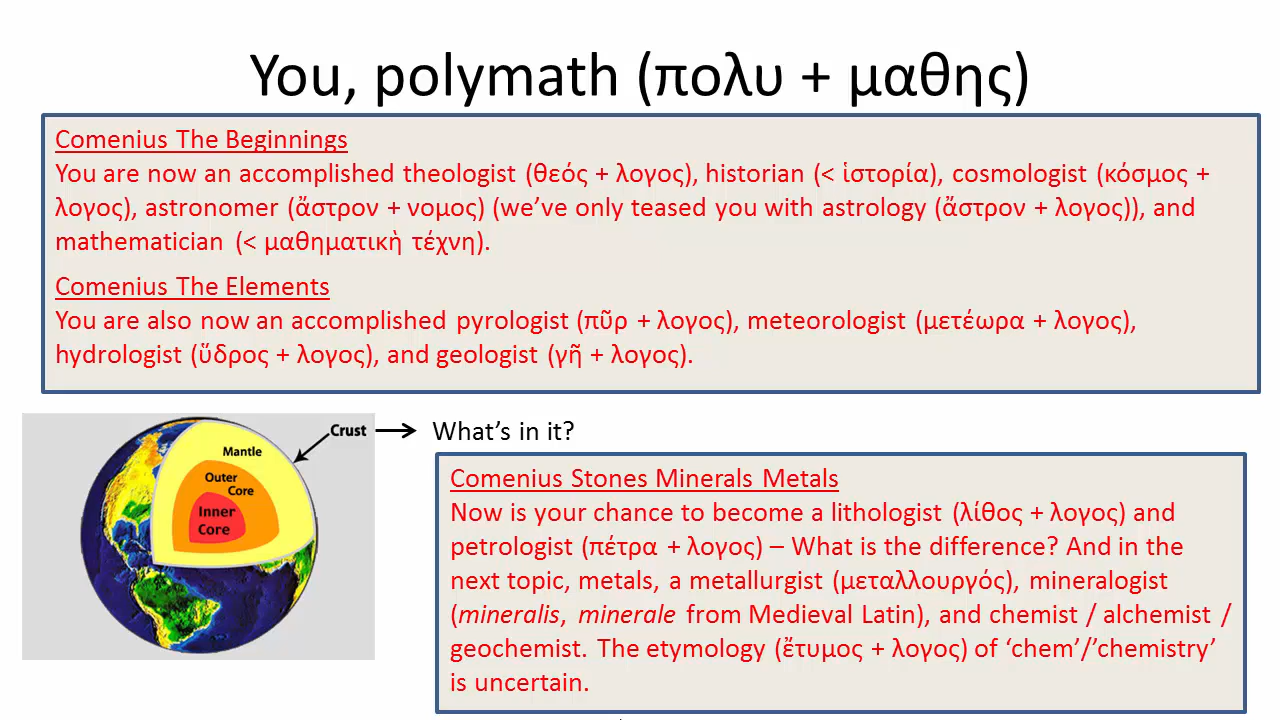 You, polymath (πολυ + μαθης)
Comenius The Beginnings
You are now an accomplished theologist (θεός + λογος), historian (< ἱστορία), cosmologist (κόσμος +
λογος), astronomer (ἄστρον + νομος) (we’ve only teased you with astrology (ἄστρον + λογος)), and
mathematician (< μαθηματικὴ τέχνη).
Comenius The Elements
You are also now an accomplished pyrologist (πῦρ + λογος), meteorologist (μετέωρα + λογος),
hydrologist (ὕδρος + λογος), and geologist (γῆ + λογος).
Crust
Mantle
Outer
Core
Inner
Core
What’s in it?
Comenius Stones Minerals Metals
Now is your chance to become a lithologist (λίθος + λογος) and
petrologist (πέτρα + λογος) – What is the difference? And in the
next topic, metals, a metallurgist (μεταλλουργός), mineralogist
(mineralis, minerale from Medieval Latin), and chemist / alchemist /
geochemist. The etymology (ἔτυμος + λογος) of ‘chem’/’chemistry’
is uncertain.